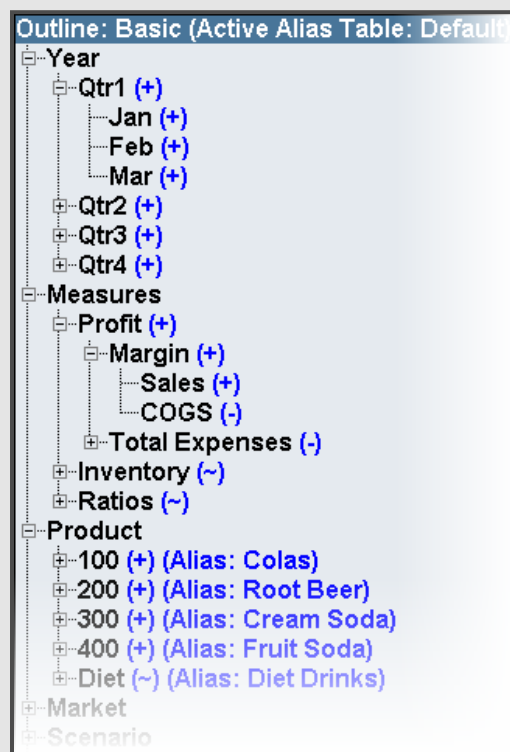 Outline: Basic (Active Alias Table: Default)
Year
Qtr1 (+)
Jan (+)
Feb (+)
Mar (+)
Qtr2 (+)
Qtr3 (+)
Qtr4 (+)
Measures
Profit (+)
Margin (+)
Sales (+)
COGS (-)
Total Expenses (-)
Inventory (~)
Ratios (~)
Product
100 (+) (Alias: Colas)
200 (+) (Alias: Root Beer)
300 (+) (Alias: Cream Soda)
400 (+) (Alias: Fruit Soda)
Diet (~) (Alias: Diet Drinks)
Market
Scenario